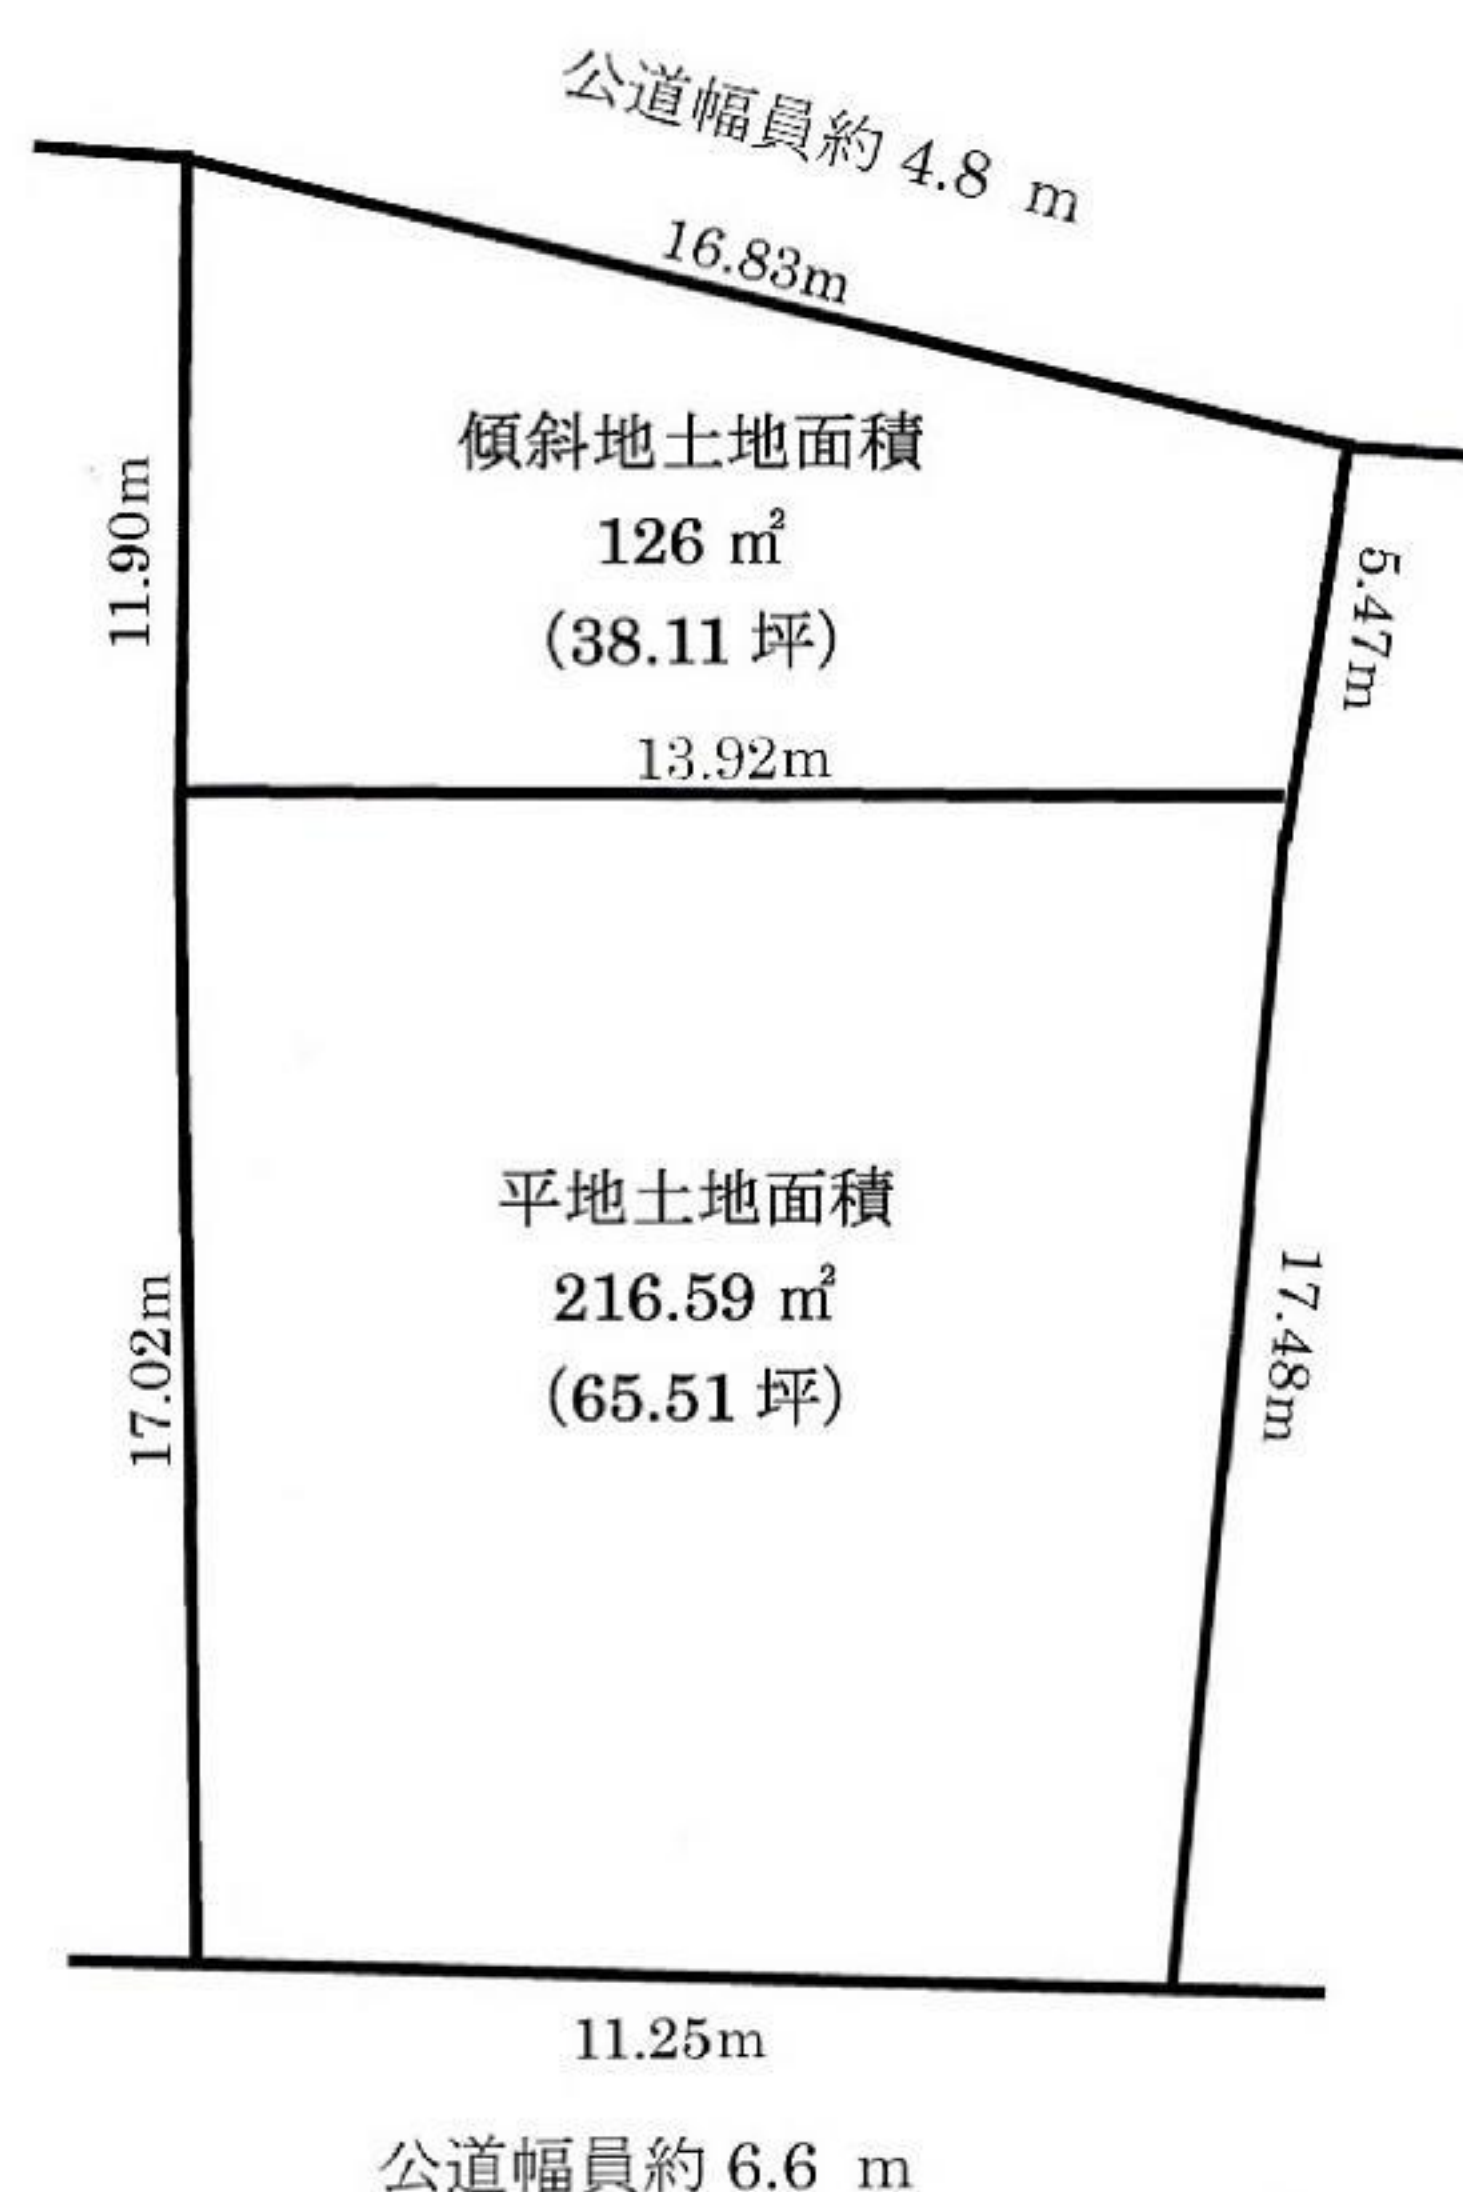 公道幅員約 4.8 m
16.83m
傾斜地土地面積
126 ㎡
(38.11 坪)
11.90m
5.47m
13.92m
平地土地面積
216.59 ㎡
(65.51 坪)
17.02m
17.48m
11.25m
公道幅員約 6.6 m